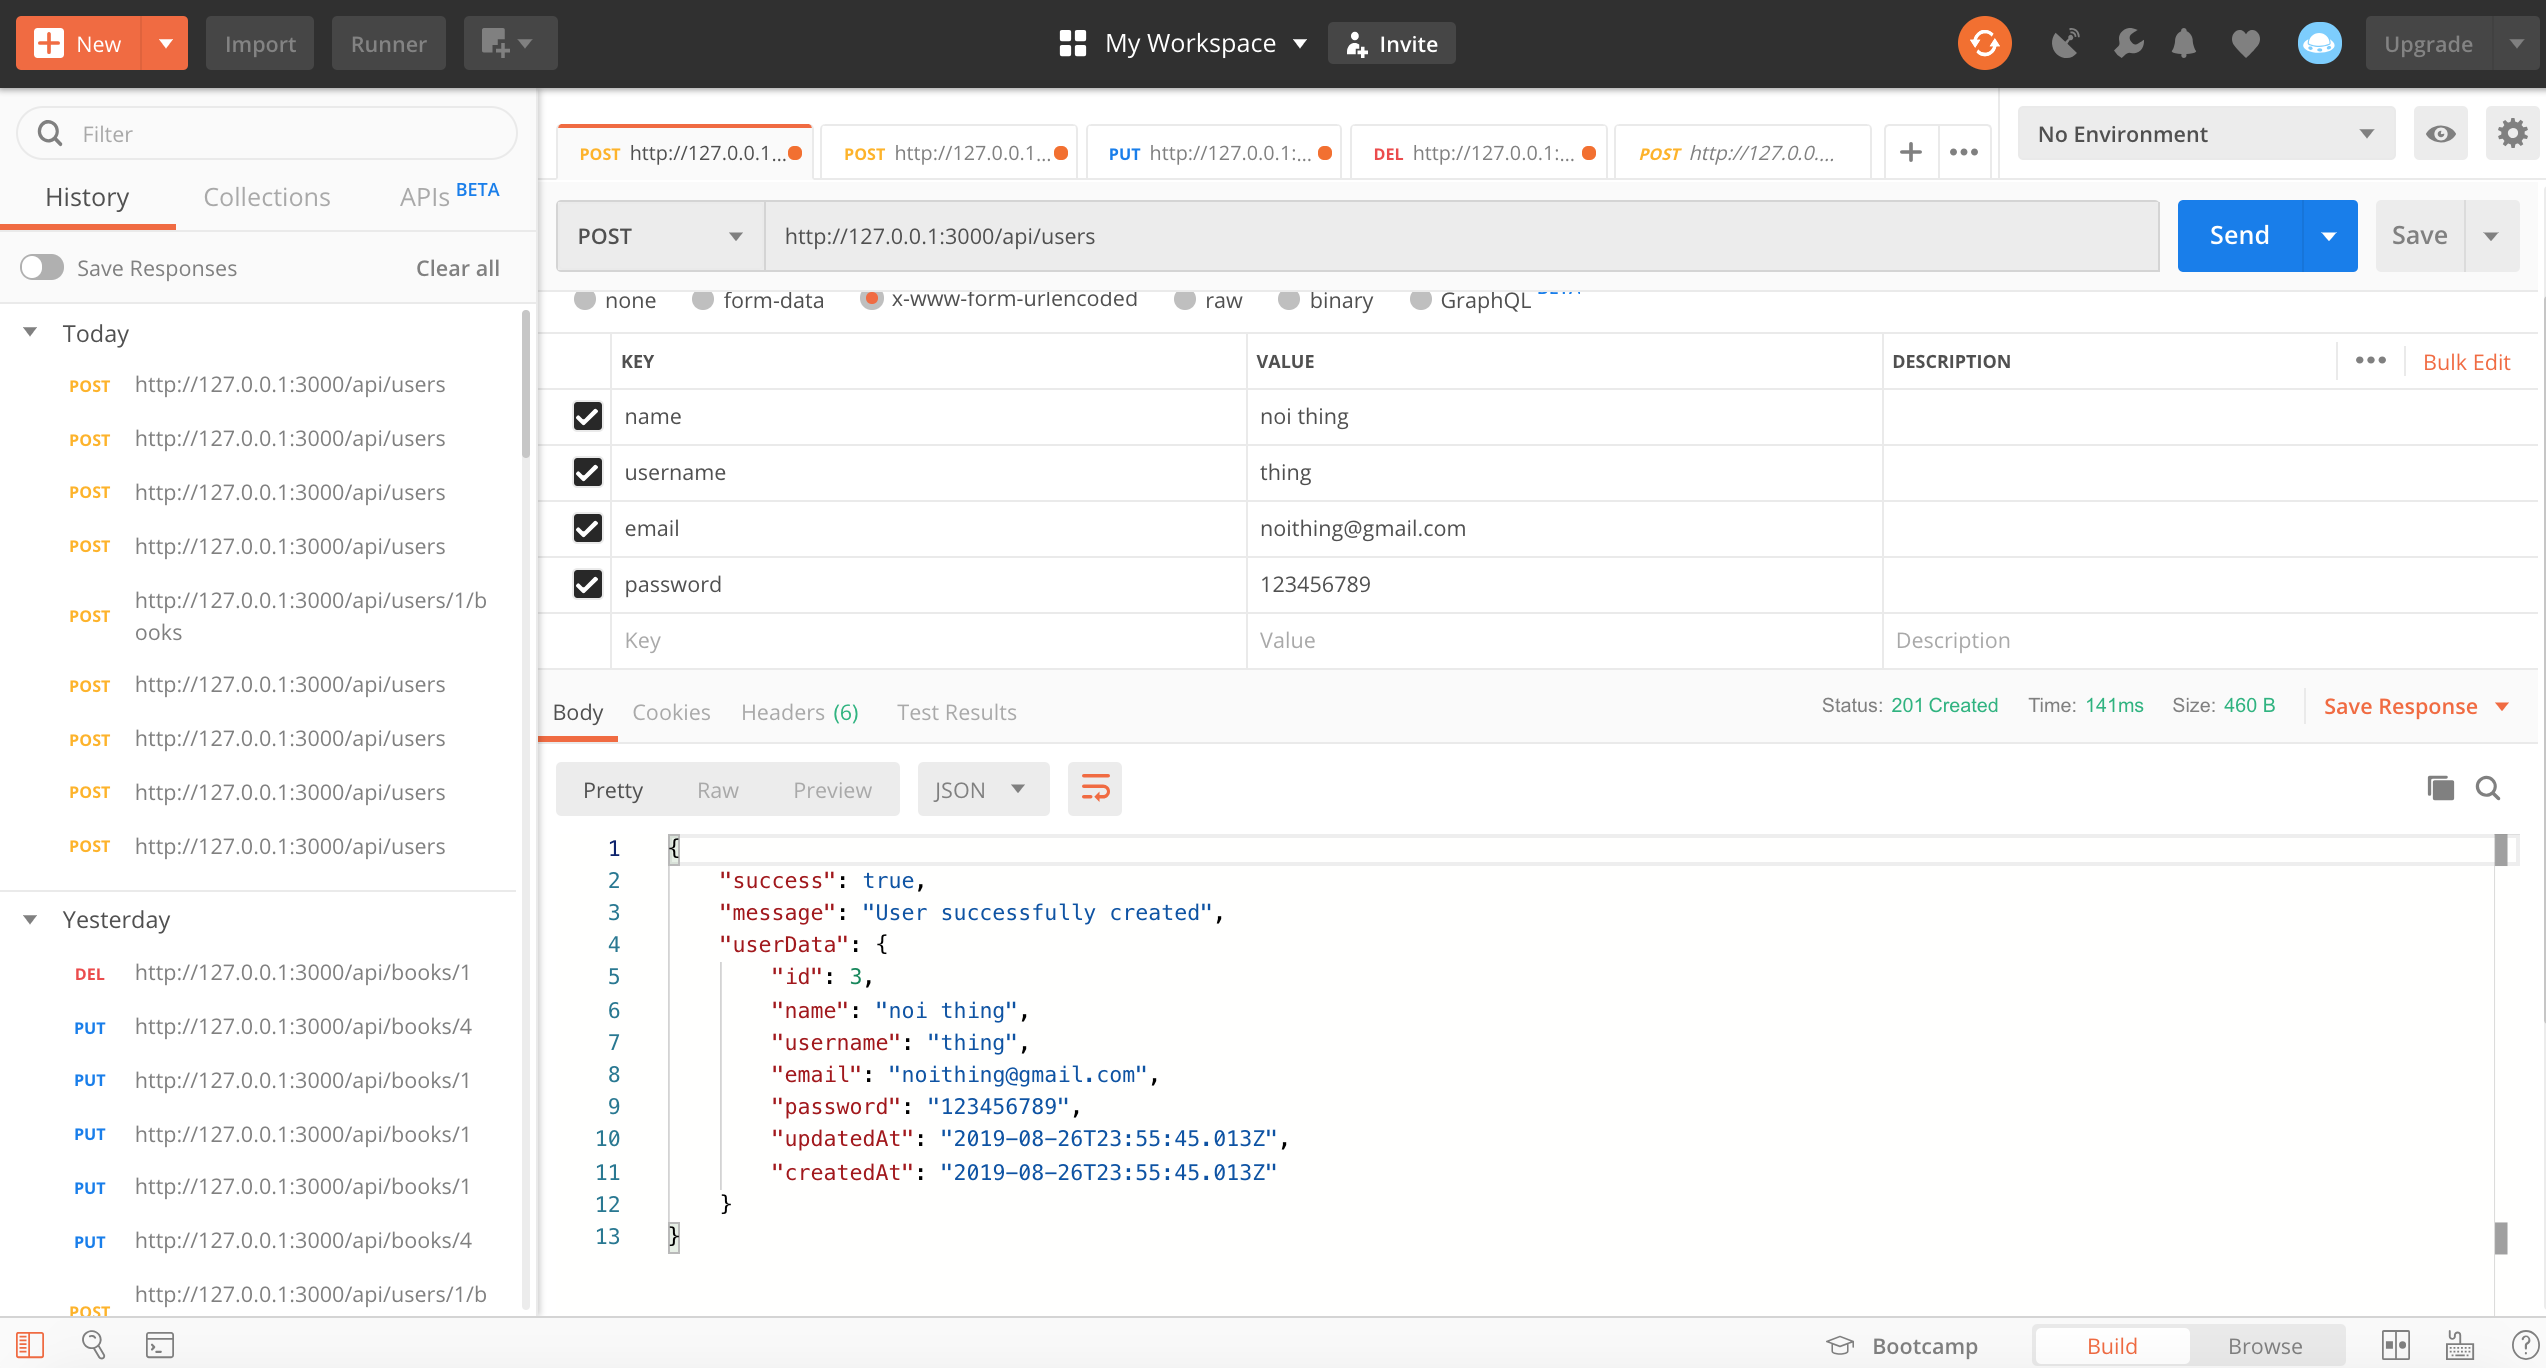 New
Import
Runner
My Workspace
Invite
Upgrade
Filter
History
Collections
APIs BETA
Save Responses
Clear all
Today
POST http://127.0.0.1:3000/api/users
POST http://127.0.0.1:3000/api/users
POST http://127.0.0.1:3000/api/users
POST http://127.0.0.1:3000/api/users
POST http://127.0.0.1:3000/api/users/1/b
ooks
POST http://127.0.0.1:3000/api/users
POST http://127.0.0.1:3000/api/users
POST http://127.0.0.1:3000/api/users
POST http://127.0.0.1:3000/api/users
Yesterday
DEL http://127.0.0.1:3000/api/books/1
PUT http://127.0.0.1:3000/api/books/4
PUT http://127.0.0.1:3000/api/books/1
PUT http://127.0.0.1:3000/api/books/1
PUT http://127.0.0.1:3000/api/books/1
PUT http://127.0.0.1:3000/api/books/4
POST http://127.0.0.1:3000/api/users/1/b
POST http://127.0.0.1...
POST http://127.0.0.1...
PUT http://127.0.0.1:...
DEL http://127.0.0.1:...
POST http://127.0.0....
No Environment
POST http://127.0.0.1:3000/api/users
Send
Save
none
form-data
x-www-form-urlencoded
raw
binary
GraphQL BETA
KEY VALUE DESCRIPTION
Bulk Edit
name noi thing
username thing
email noithing@gmail.com
password 123456789
Key Value Description
Body
Cookies
Headers (6)
Test Results
Status: 201 Created
Time: 141ms
Size: 460 B
Save Response
Pretty
Raw
Preview
JSON
1 {
2 "success": true,
3 "message": "User successfully created",
4 "userData": {
5 "id": 3,
6 "name": "noi thing",
7 "username": "thing",
8 "email": "noithing@gmail.com",
9 "password": "123456789",
10 "updatedAt": "2019-08-26T23:55:45.013Z",
11 "createdAt": "2019-08-26T23:55:45.013Z"
12 }
13 }
Bootcamp
Build
Browse